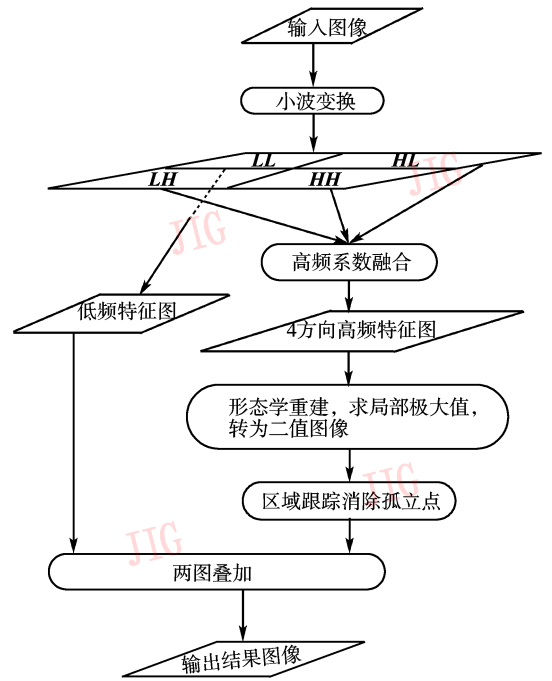 输入图像
小波变换
LL HL
LH HH
JIG
JIG
高频系数融合
低频特征图
4方向高频特征图
形态学重建，求局部极大值，
转为二值图像
JIG
区域跟踪消除孤立点
JIG
两图叠加
输出结果图像